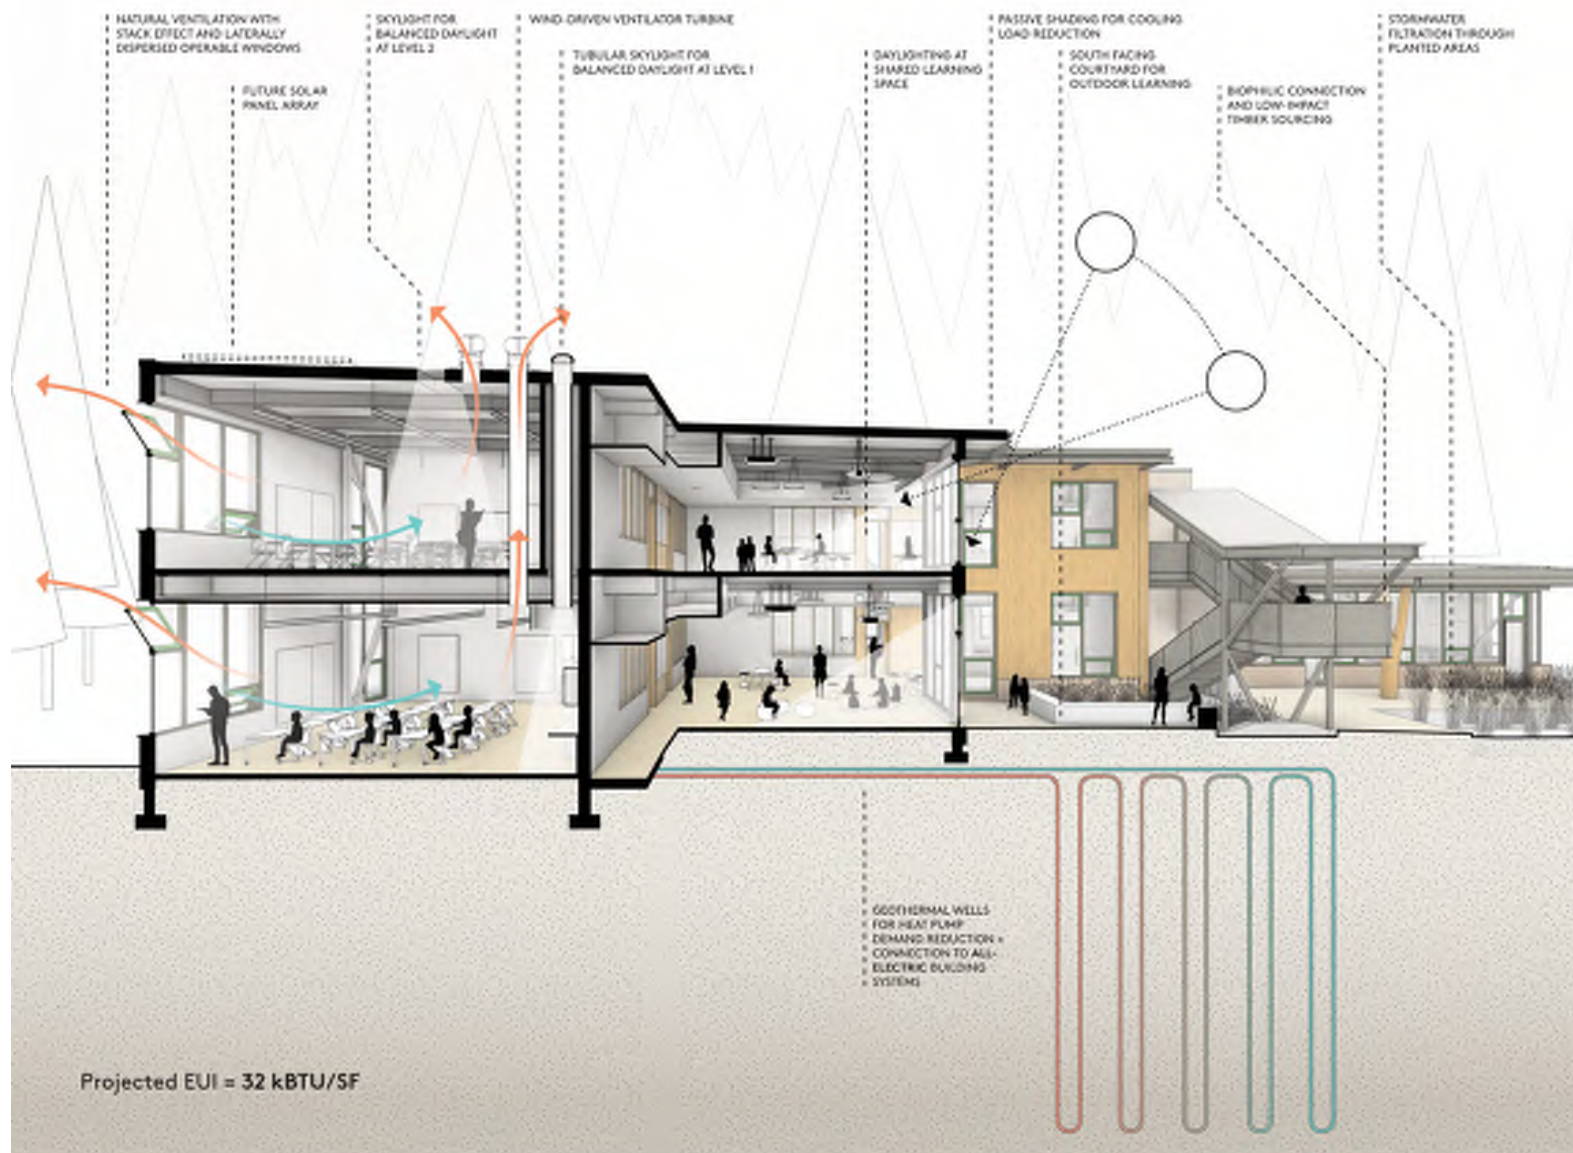 NATURAL VENTILATION WITH
STACK EFFECT AND LATERALLY
DISPERSED OPERABLE WINDOWS
FUTURE SOLAR
PANEL ARRAY
SKYLIGHT FOR
BALANCED DAYLIGHT
AT LEVEL 2
WIND-DRIVEN VENTILATOR TURBINE
TUBULAR SKYLIGHT FOR
BALANCED DAYLIGHT AT LEVEL 1
DAYLIGHTING AT
SHARED LEARNING
SPACE
PASSIVE SHADING FOR COOLING
LOAD REDUCTION
SOUTH FACING
COURTYARD FOR
OUTDOOR LEARNING
BIOPHILIC CONNECTION
AND LOW-IMPACT
TIMBER SOURCING
STORMWATER
FILTRATION THROUGH
PLANTED AREAS
GEOTHERMAL WELLS
FOR HEAT PUMP
DEMAND REDUCTION +
CONNECTION TO ALL-
ELECTRIC BUILDING
SYSTEMS
Projected EUI = 32 kBTU/SF